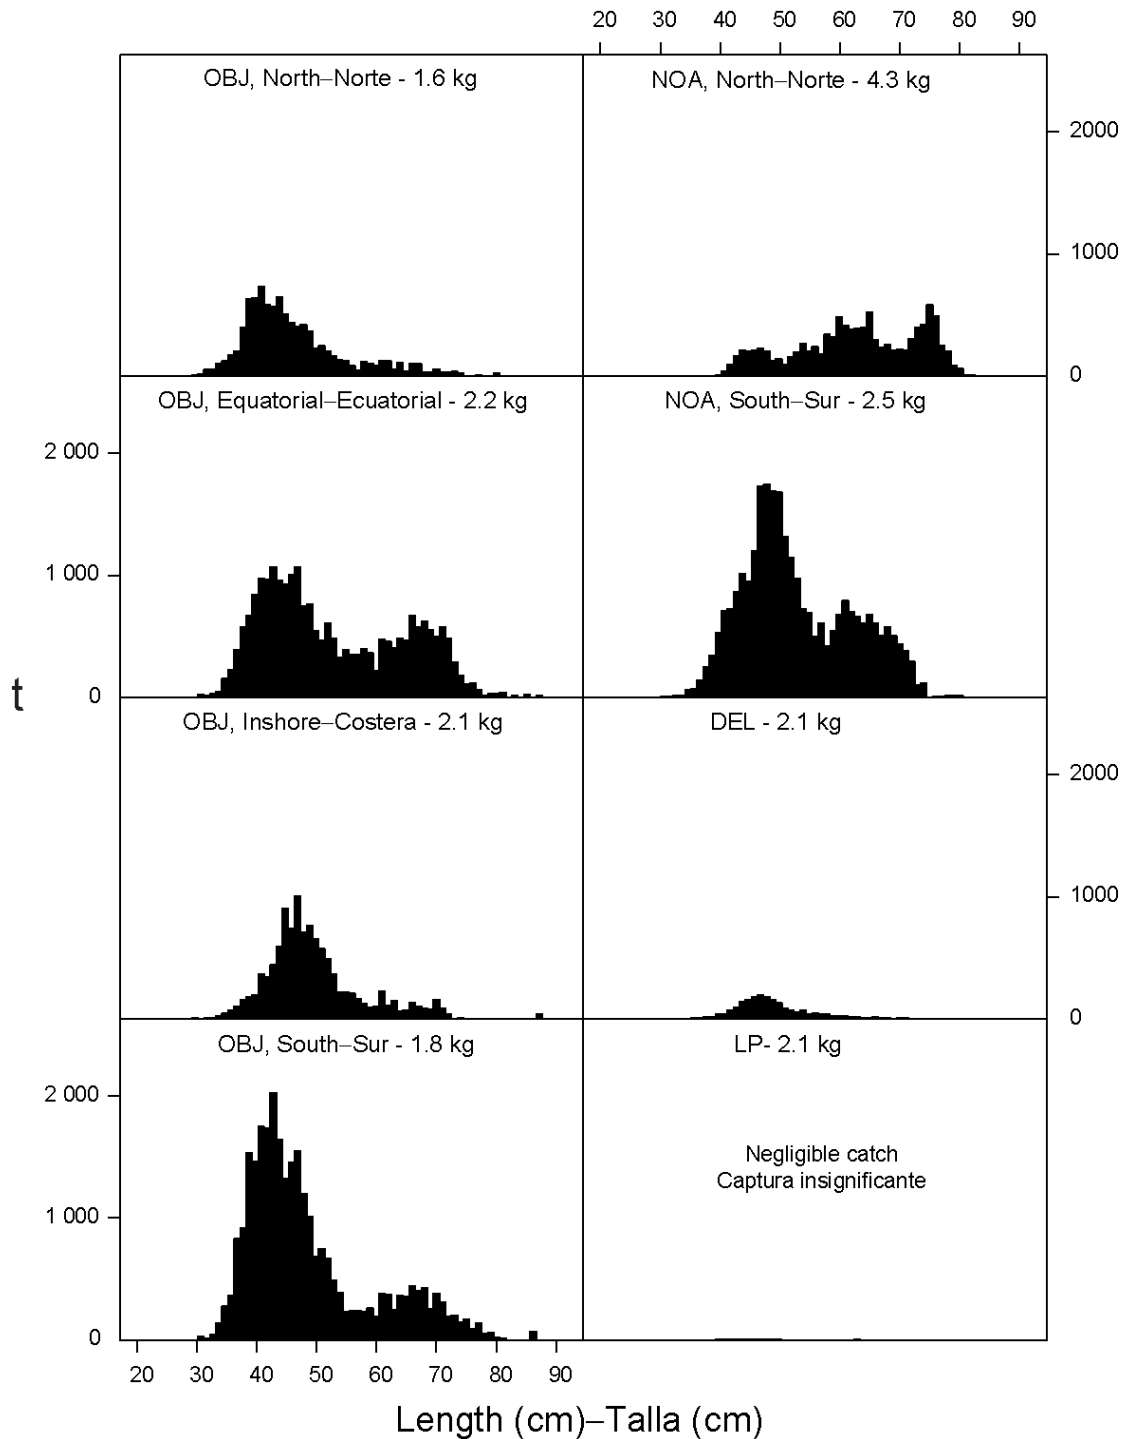 20 30 40 50 60 70 80 90
OBJ, North–Norte - 1.6 kg
NOA, North–Norte - 4.3 kg
2000
1000
0
OBJ, Equatorial–Ecuatorial - 2.2 kg
NOA, South–Sur - 2.5 kg
2 000
1 000
0
t
OBJ, Inshore–Costera - 2.1 kg
DEL - 2.1 kg
2000
1000
0
OBJ, South–Sur - 1.8 kg
LP- 2.1 kg
2 000
Negligible catch
Captura insignificante
1 000
0
20 30 40 50 60 70 80 90
Length (cm)–Talla (cm)